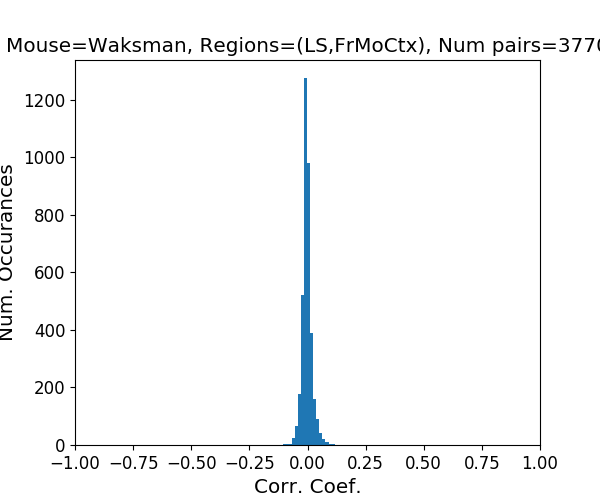 Mouse=Waksman, Regions=(LS,FrMoCtx), Num pairs=3770
1200
1000
800
600
400
200
0
Num. Occurances
−1.00 −0.75 −0.50 −0.25 0.00 0.25 0.50 0.75 1.00
Corr. Coef.